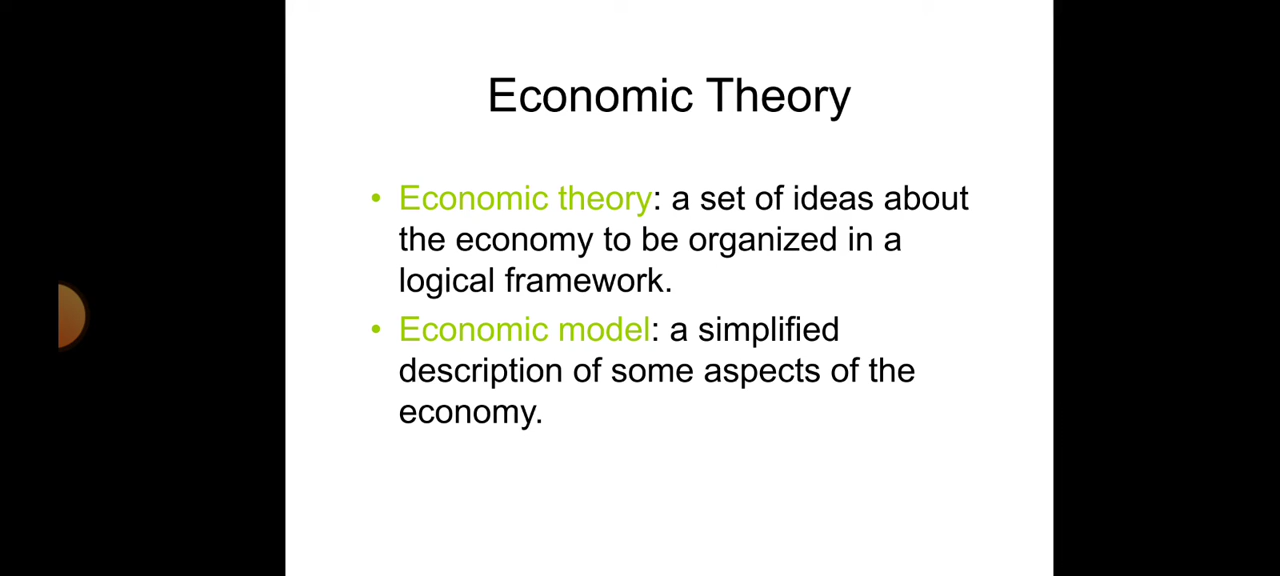 Economic Theory
• Economic theory: a set of ideas about
the economy to be organized in a
logical framework.
• Economic model: a simplified
description of some aspects of the
economy.